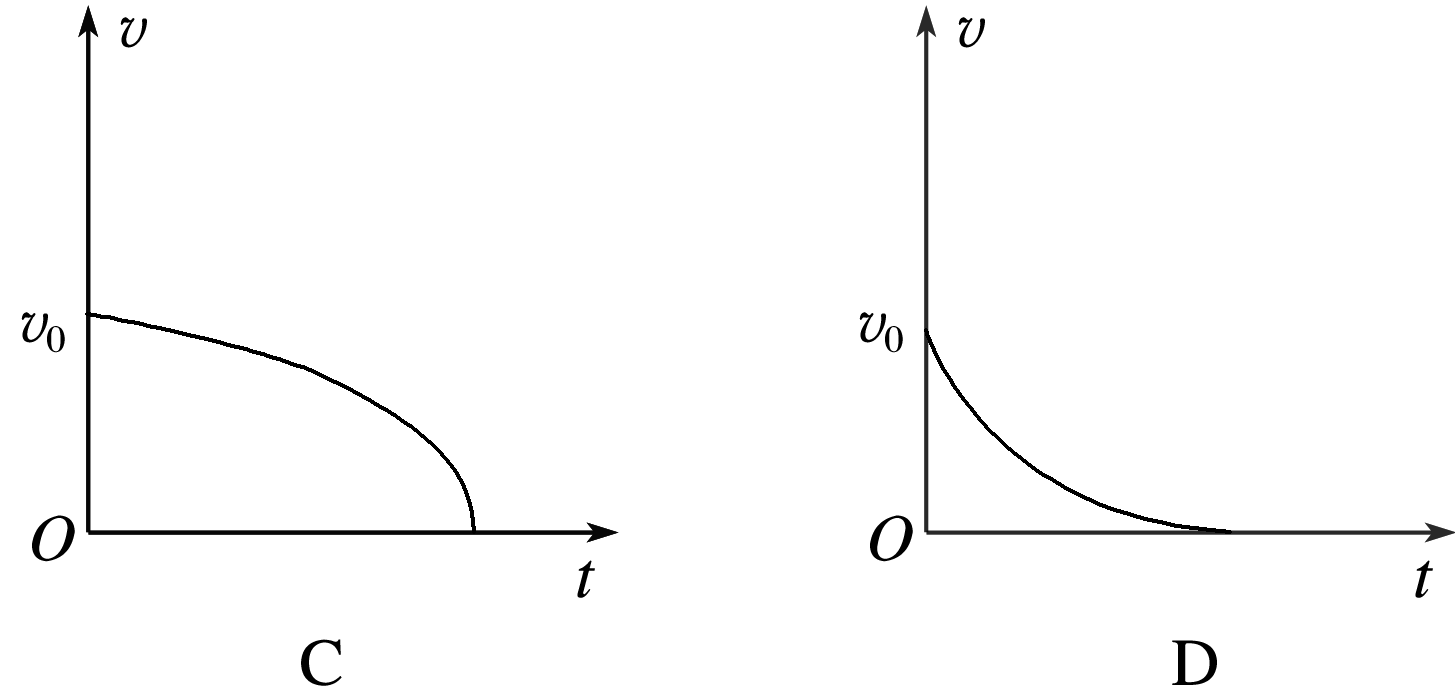 v v
v₀ v₀
O t O t
C D